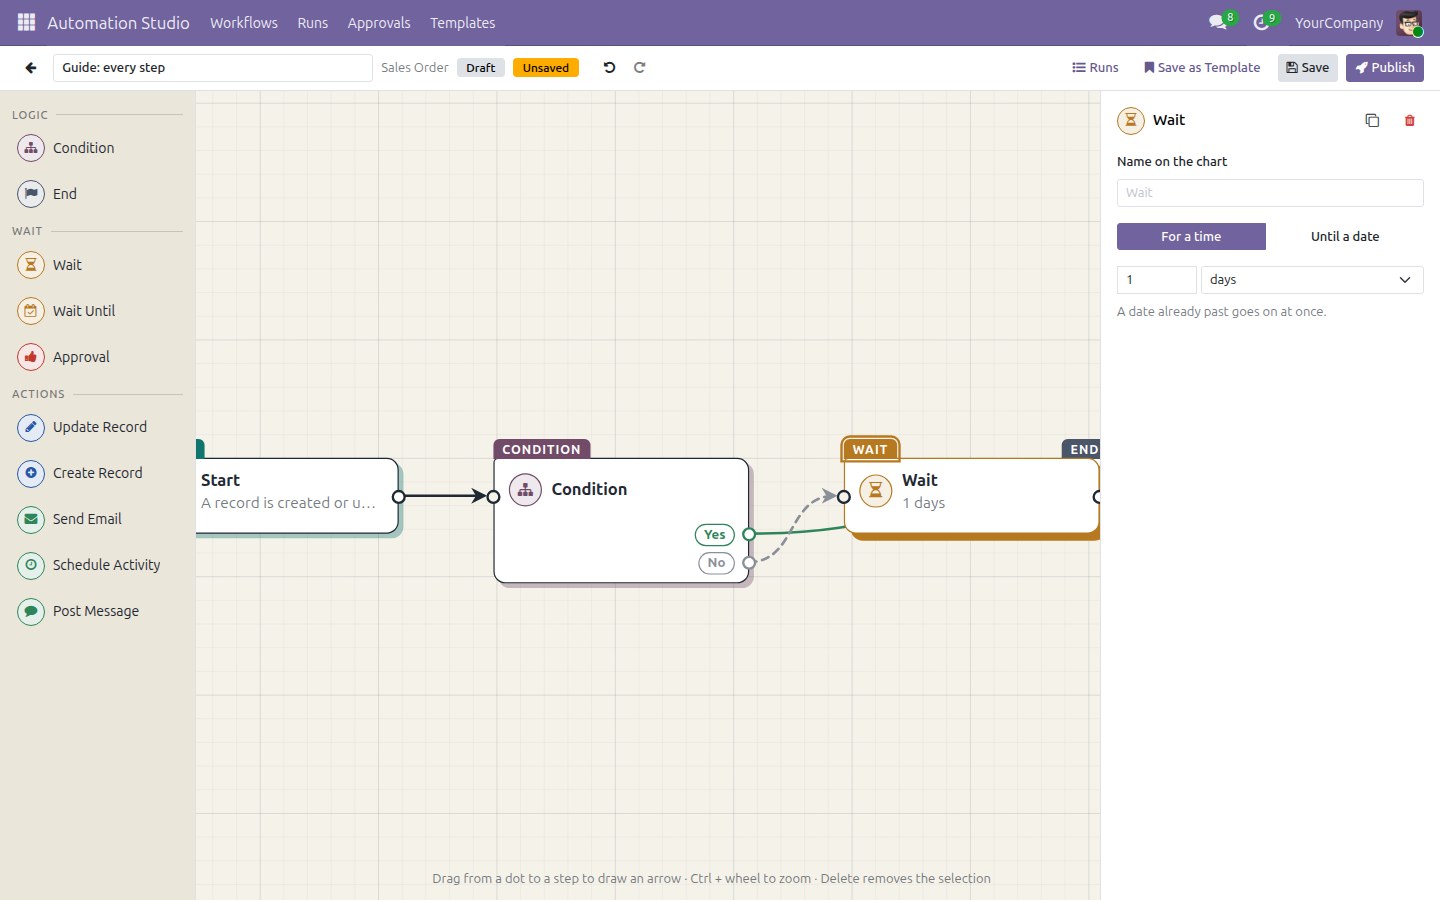 Automation Studio Workflows Runs Approvals Templates 8 9 YourCompany
Guide: every step Sales Order Draft Unsaved Runs Save as Template Save Publish
LOGIC
Condition
End
WAIT
Wait
Wait Until
Approval
ACTIONS
Update Record
Create Record
Send Email
Schedule Activity
Post Message
Start
A record is created or u...
CONDITION
Condition
Yes
No
WAIT
Wait
1 days
END
Drag from a dot to a step to draw an arrow · Ctrl + wheel to zoom · Delete removes the selection
Wait
Name on the chart
Wait
For a time Until a date
1 days
A date already past goes on at once.